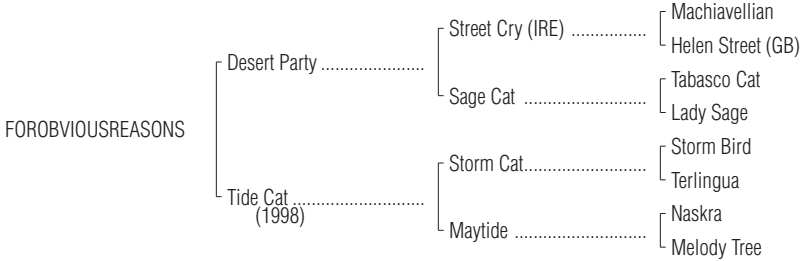 Machiavellian
Street Cry (IRE) ................
Helen Street (GB)
Desert Party ......................
Tabasco Cat
Sage Cat ..........................
Lady Sage
FOROBVIOUSREASONS
Storm Bird
Storm Cat..........................
Terlingua
Tide Cat ............................
(1998)
Naskra
Maytide ............................
Melody Tree